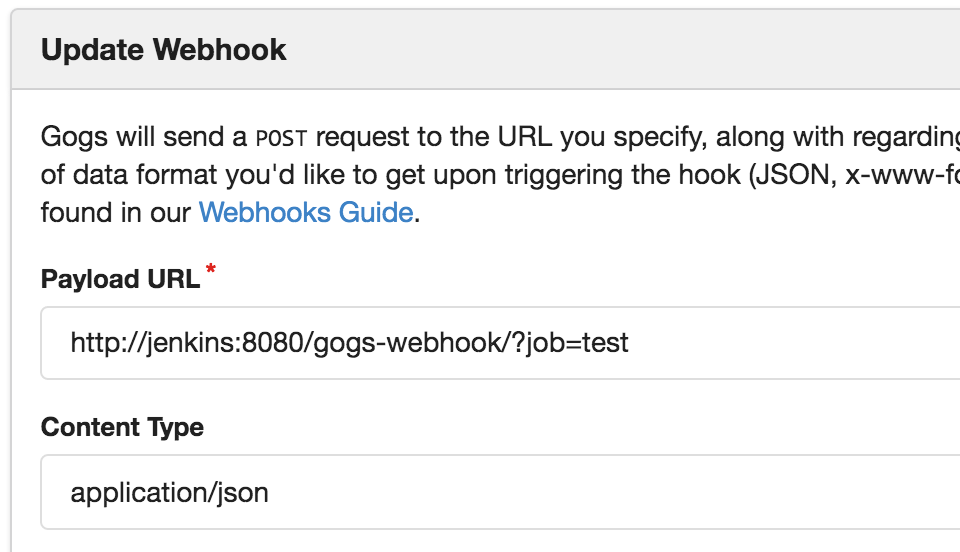 Update Webhook
Gogs will send a POST request to the URL you specify, along with regarding
of data format you'd like to get upon triggering the hook (JSON, x-www-fo
found in our Webhooks Guide.
Payload URL *
http://jenkins:8080/gogs-webhook/?job=test
Content Type
application/json